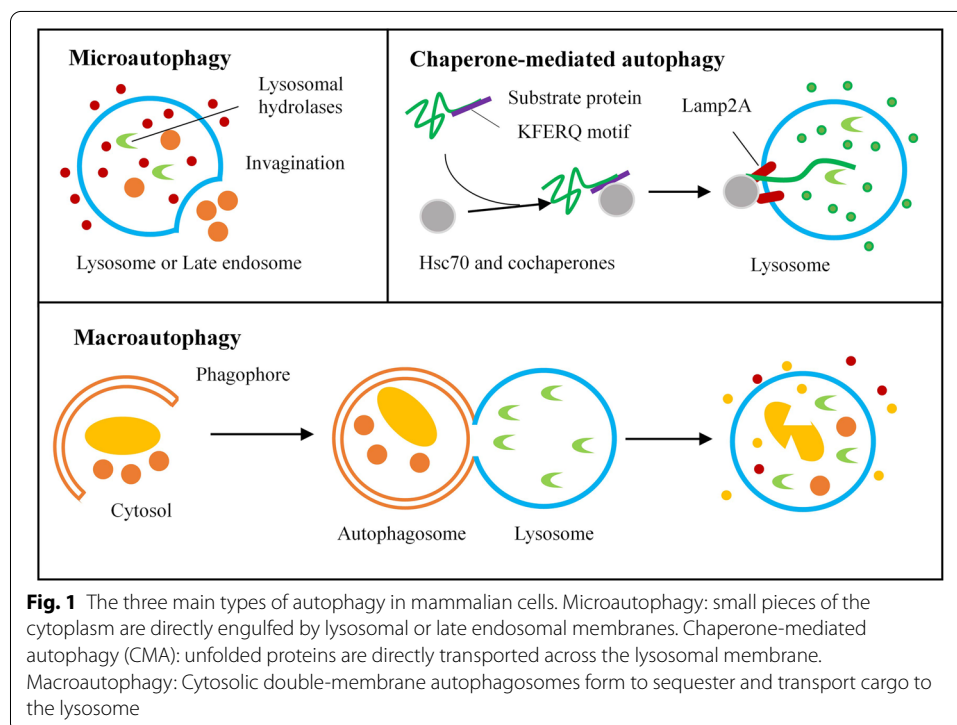 Microautophagy
Lysosomal
hydrolases
Invagination
Lysosome or Late endosome
Chaperone-mediated autophagy
Substrate protein
KFERQ motif
Lamp2A
Hsc70 and cochaperones
Lysosome
Macroautophagy
Phagophore
Cytosol
Autophagosome
Lysosome
Fig. 1 The three main types of autophagy in mammalian cells. Microautophagy: small pieces of the
cytoplasm are directly engulfed by lysosomal or late endosomal membranes. Chaperone-mediated
autophagy (CMA): unfolded proteins are directly transported across the lysosomal membrane.
Macroautophagy: Cytosolic double-membrane autophagosomes form to sequester and transport cargo to
the lysosome